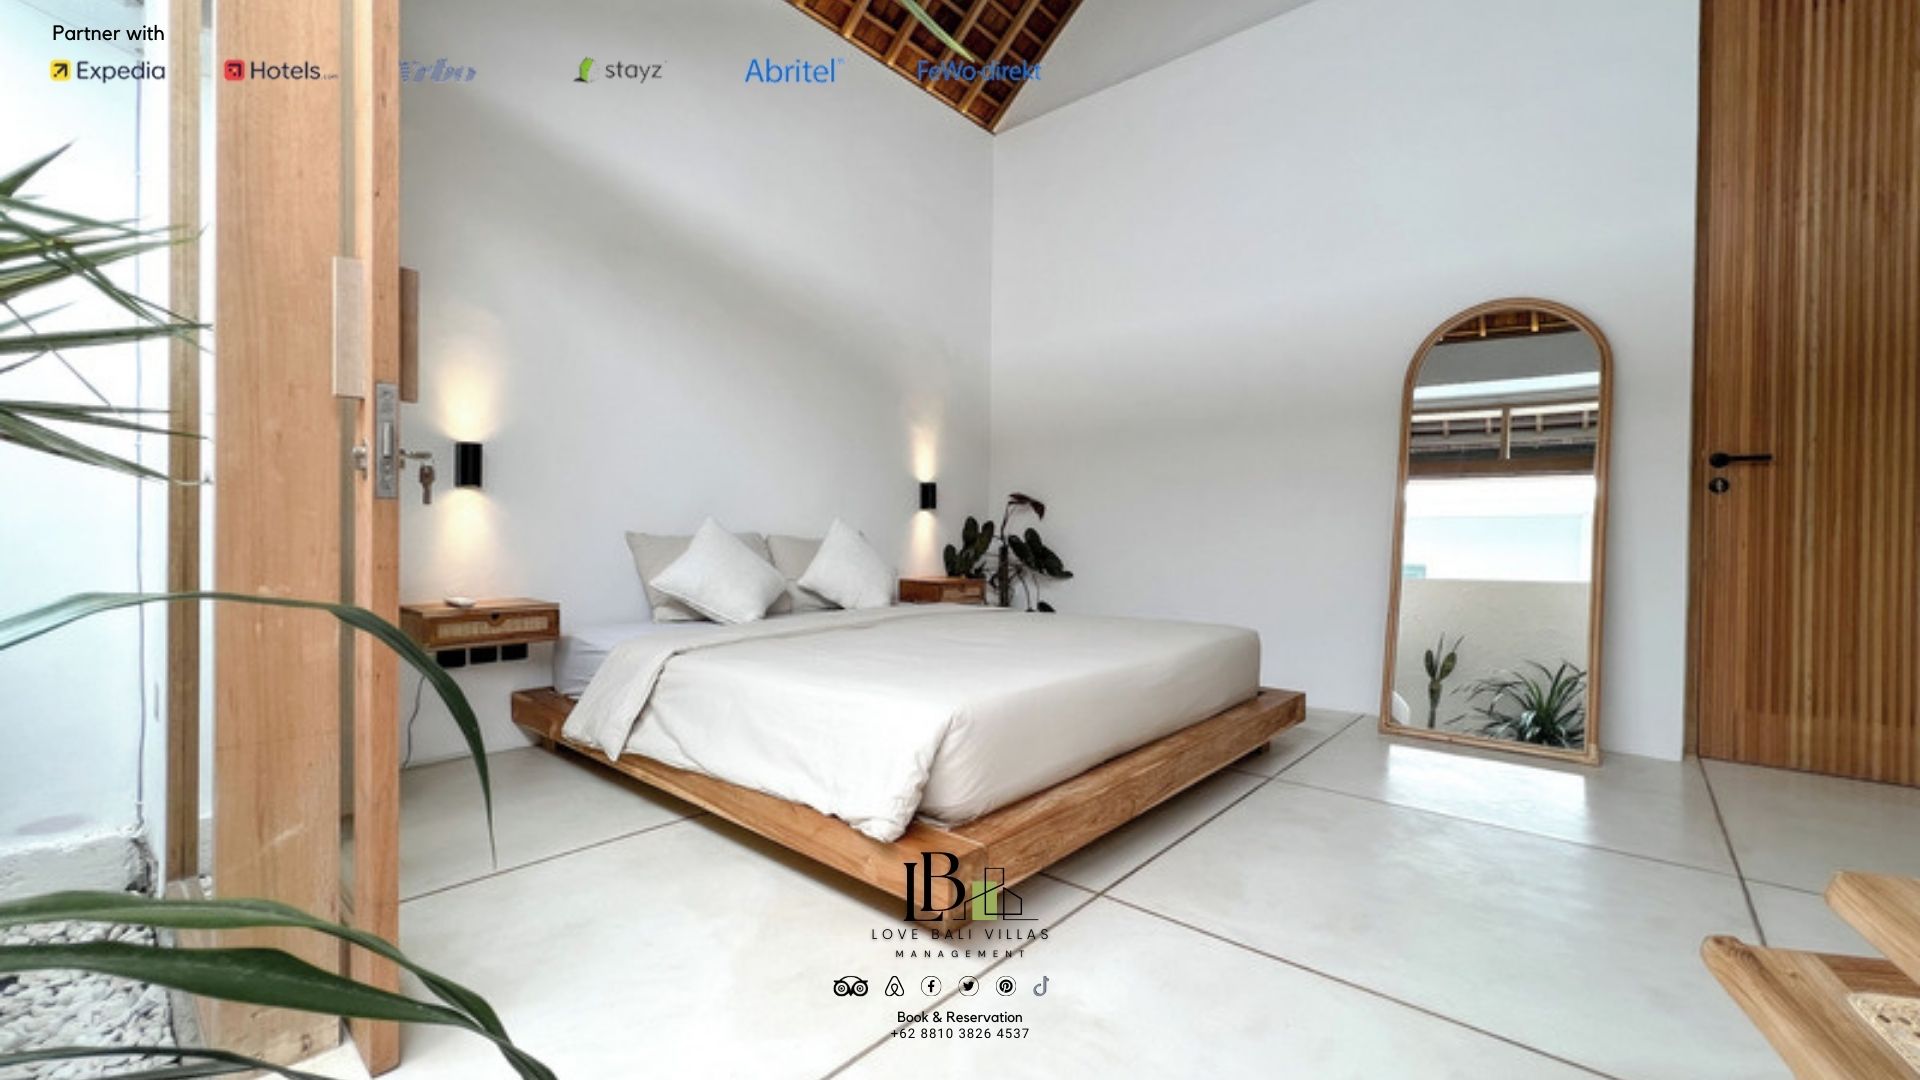 Partner with
Expedia
Hotels.com
Vrbo
stayz
Abritel
FeWo-direkt
LB
LOVE BALI VILLAS
MANAGEMENT
Book & Reservation
+62 8810 3826 4537